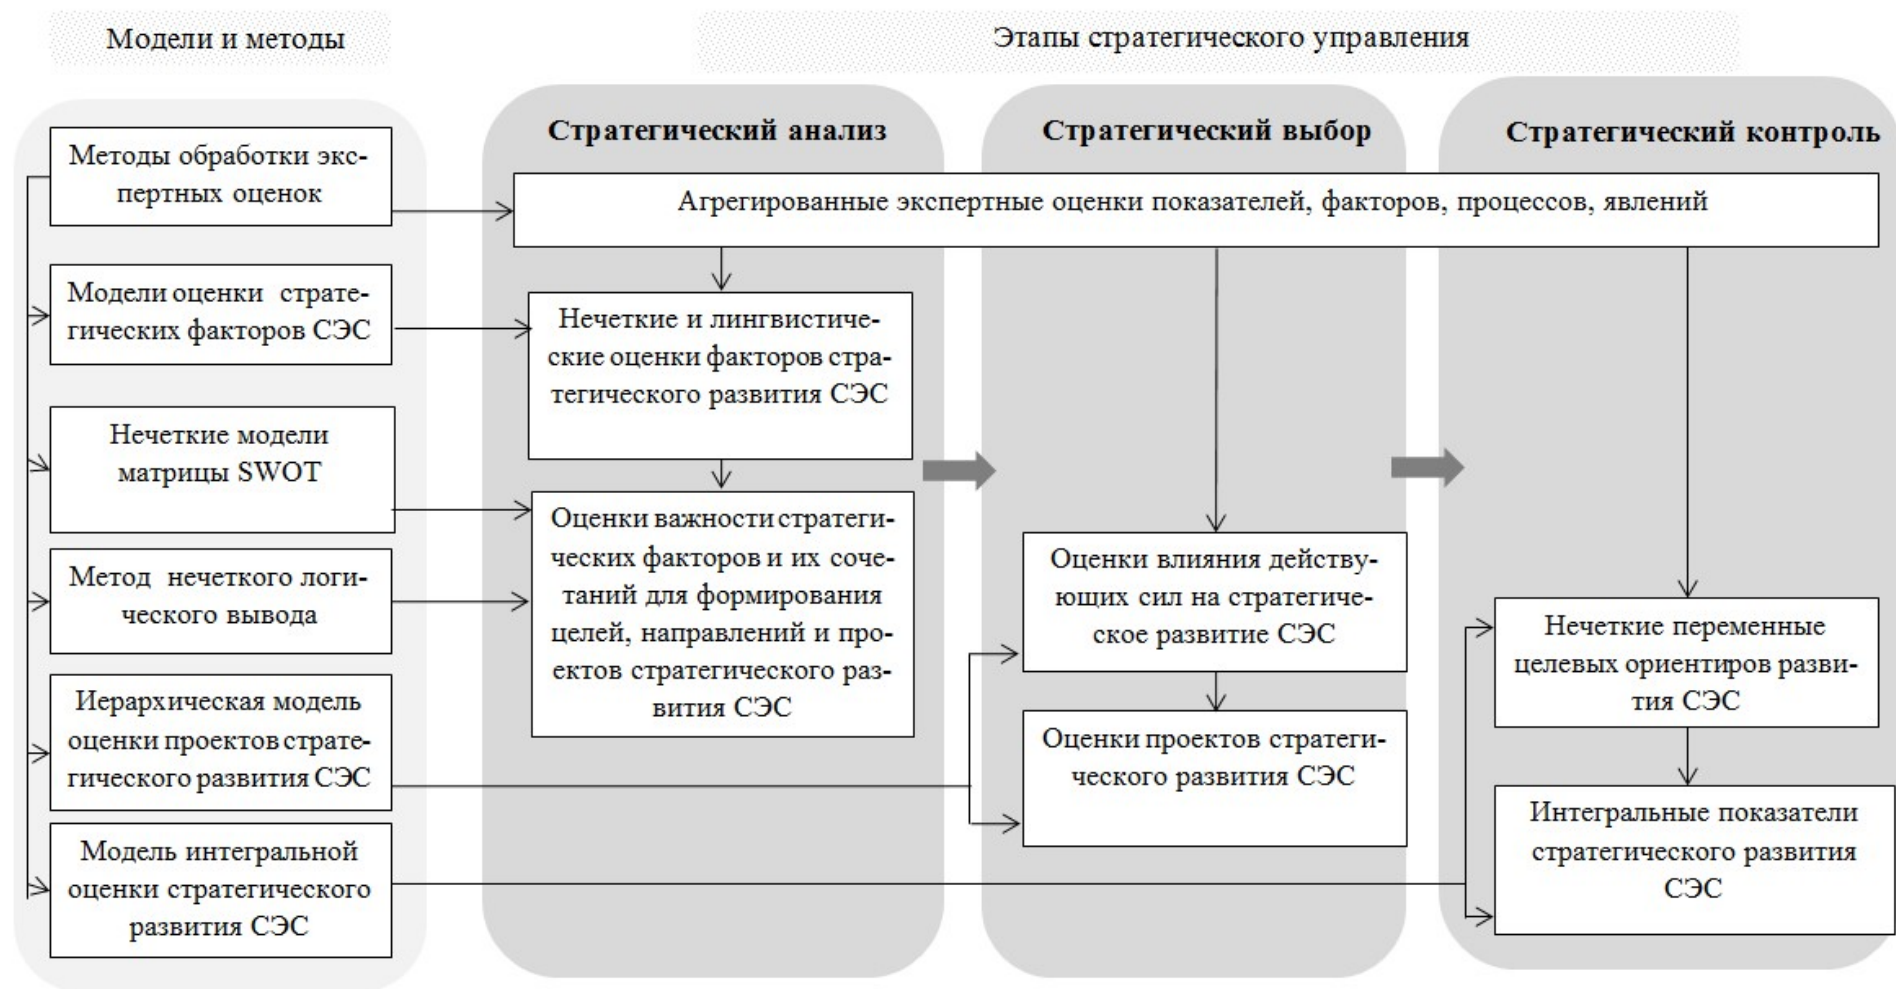 Модели и методы
Этапы стратегического управления
Методы обработки экс-
пертных оценок
Модели оценки страте-
гических факторов СЭС
Нечеткие модели
матрицы SWOT
Метод нечеткого логи-
ческого вывода
Иерархическая модель
оценки проектов страте-
гического развития СЭС
Модель интегральной
оценки стратегического
развития СЭС
Стратегический анализ
Стратегический выбор
Стратегический контроль
Агрегированные экспертные оценки показателей, факторов, процессов, явлений
Нечеткие и лингвистиче-
ские оценки факторов стра-
тегического развития СЭС
Оценки важности стратеги-
ческих факторов и их соче-
таний для формирования
целей, направлений и про-
ектов стратегического раз-
вития СЭС
Оценки влияния действу-
ющих сил на стратегиче-
ское развитие СЭС
Оценки проектов стратеги-
ческого развития СЭС
Нечеткие переменные
целевых ориентиров разви-
тия СЭС
Интегральные показатели
стратегического развития
СЭС